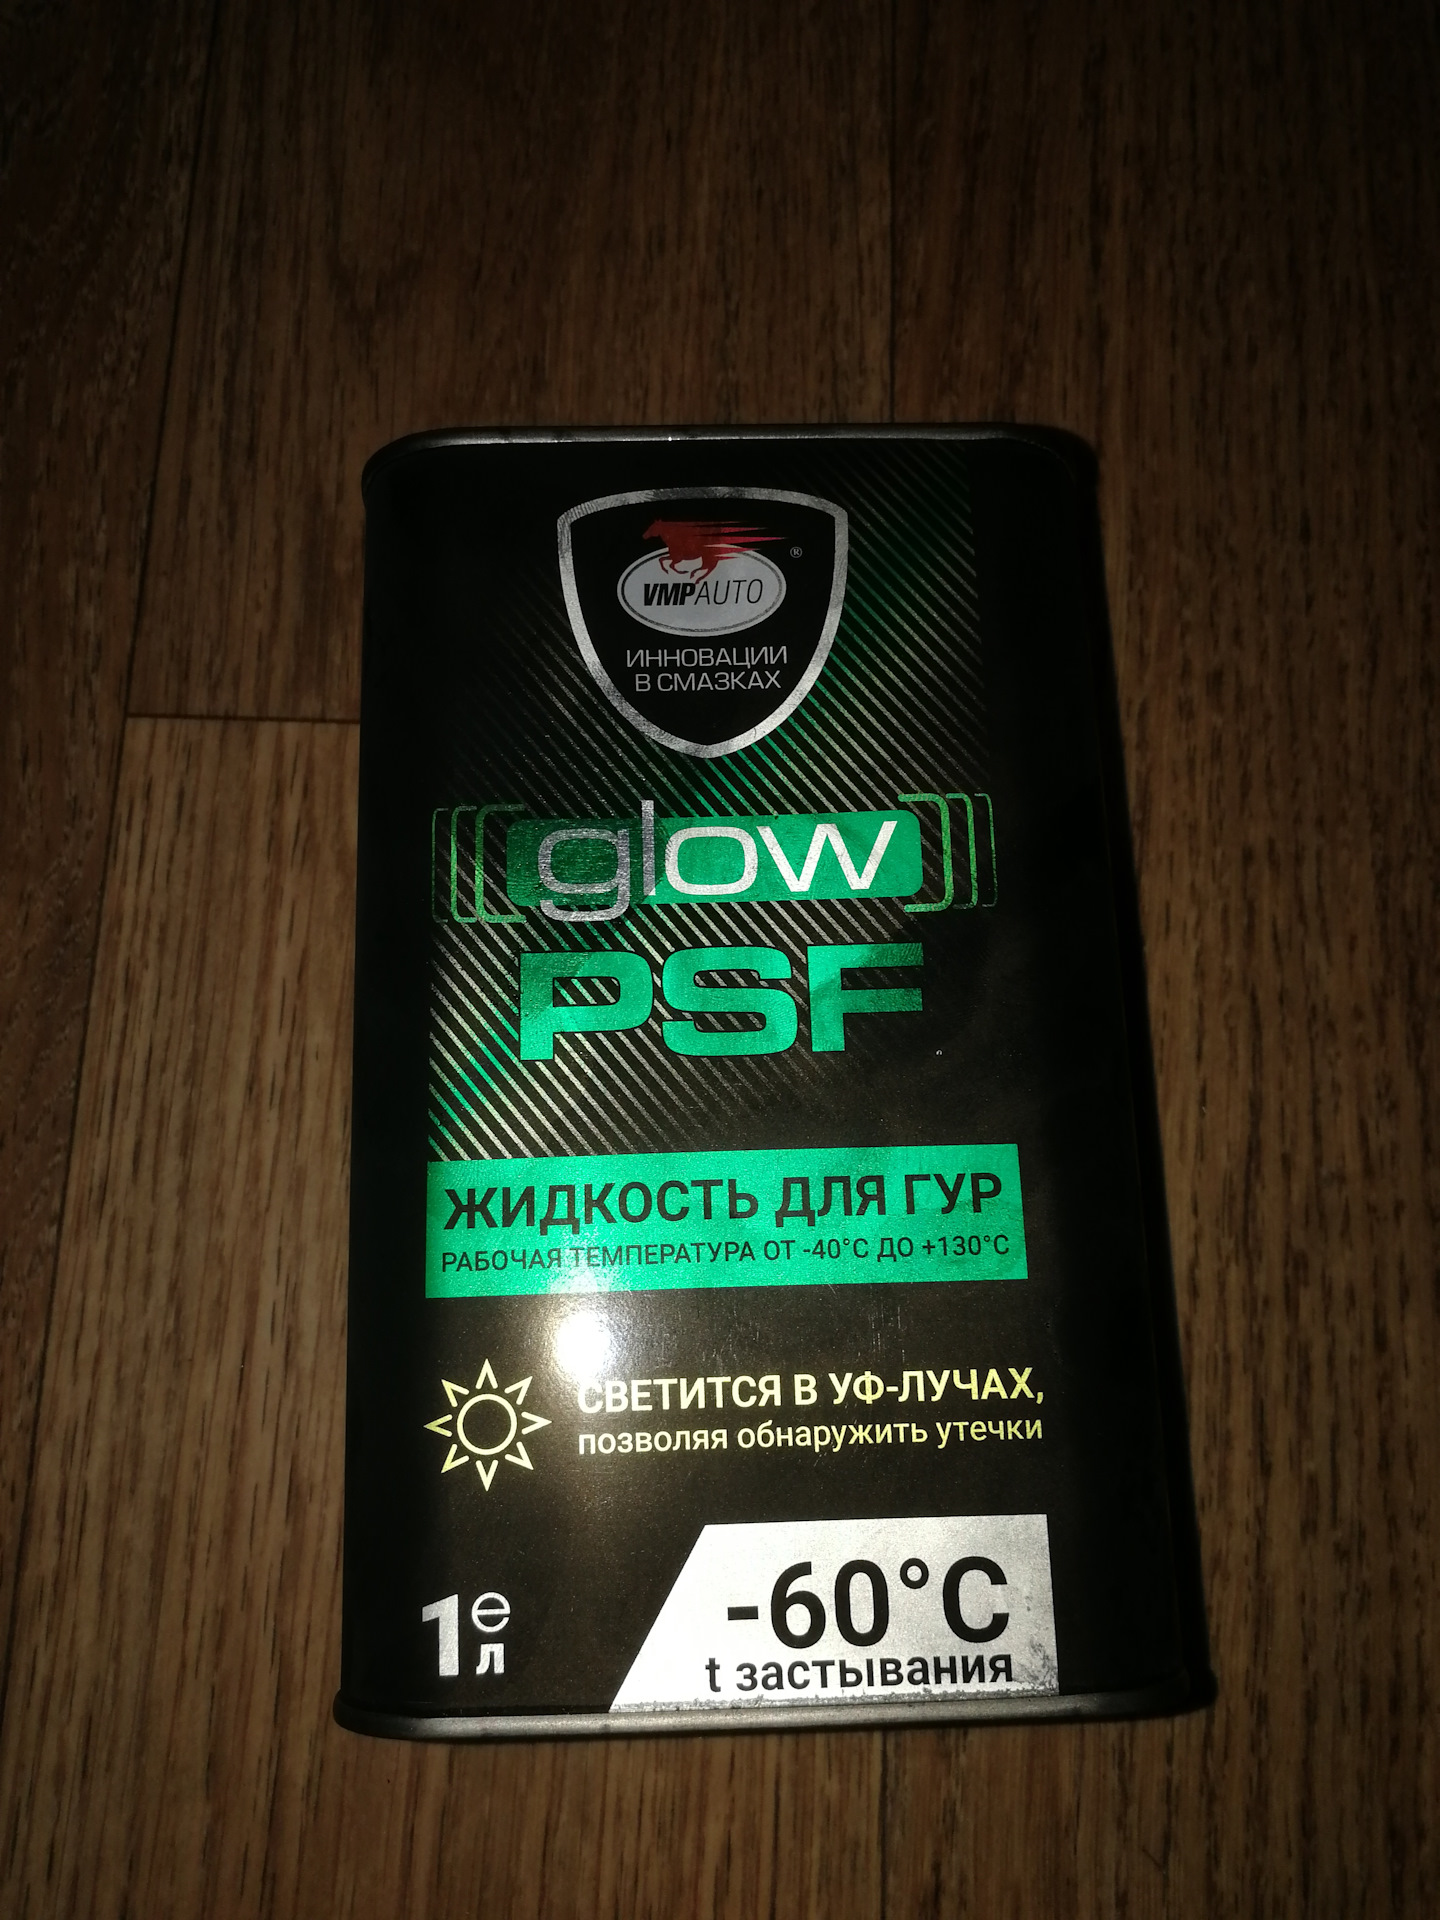 VMPAUTO ®
ИННОВАЦИИ
В СМАЗКАХ
glow
PSF
ЖИДКОСТЬ ДЛЯ ГУР
РАБОЧАЯ ТЕМПЕРАТУРА ОТ -40°C ДО +130°C
СВЕТИТСЯ В УФ-ЛУЧАХ,
позволяя обнаружить утечки
1 е л
-60°C
t застывания